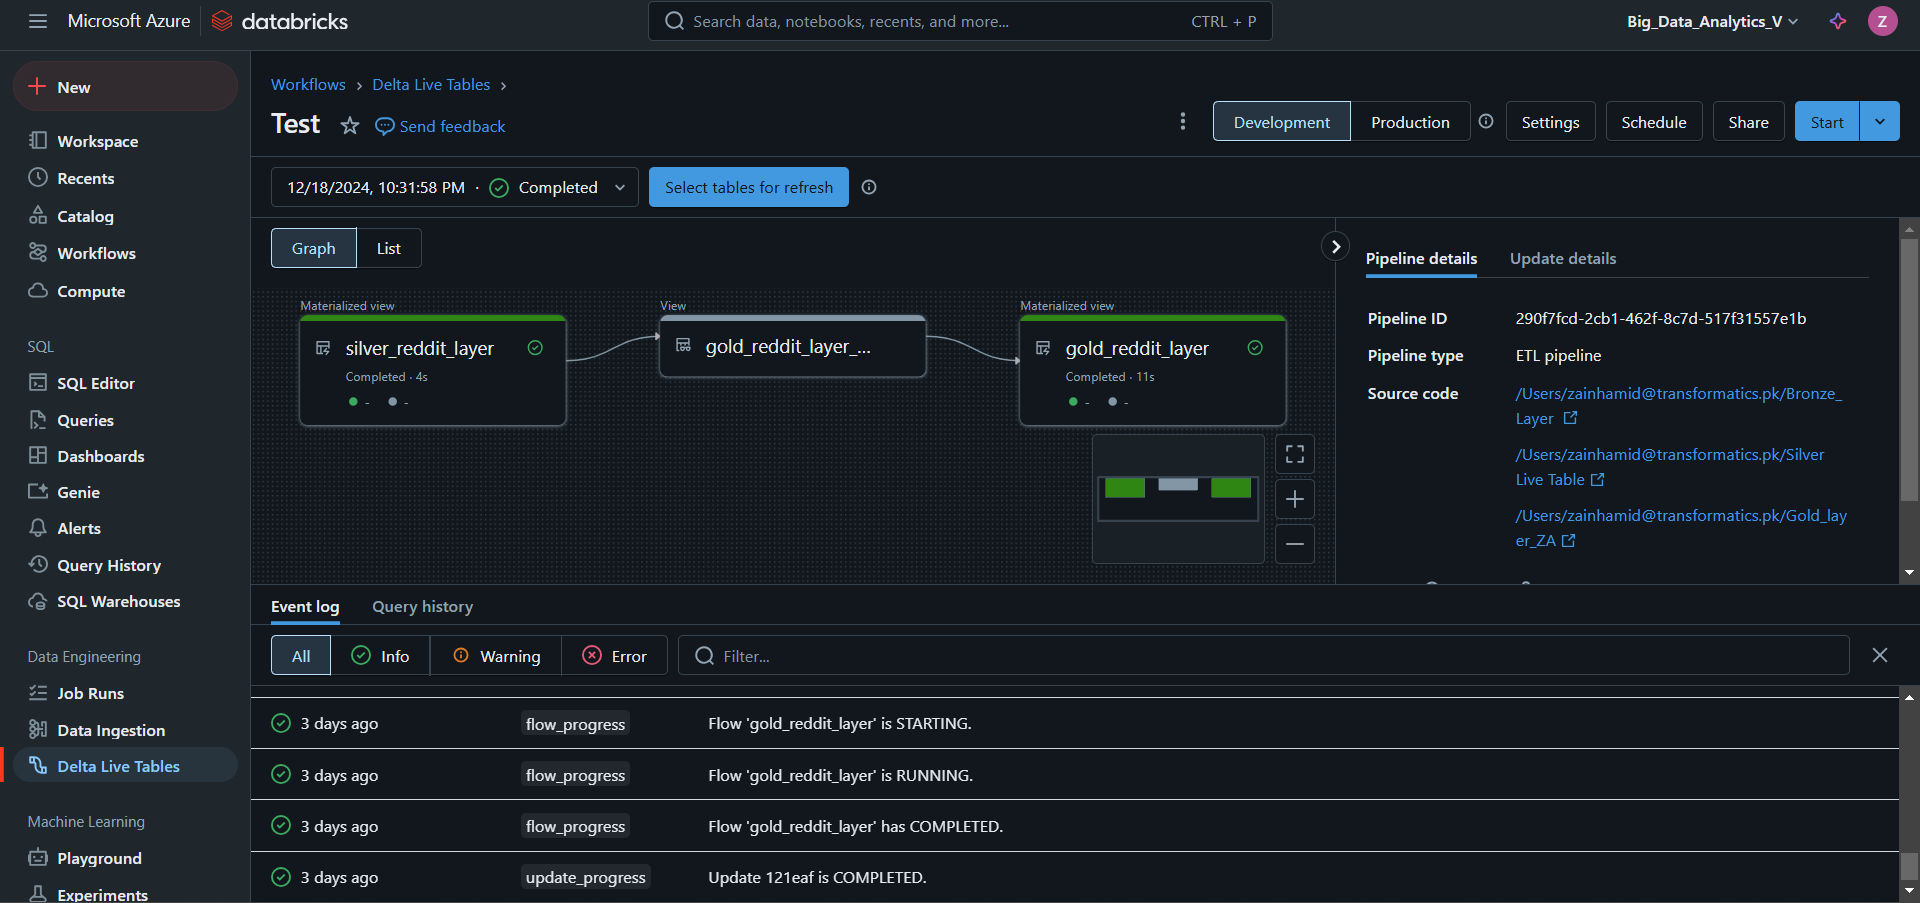 Microsoft Azure databricks
Search data, notebooks, recents, and more... CTRL + P
Big_Data_Analytics_V
Z
New
Workspace
Recents
Catalog
Workflows
Compute
SQL
SQL Editor
Queries
Dashboards
Genie
Alerts
Query History
SQL Warehouses
Data Engineering
Job Runs
Data Ingestion
Delta Live Tables
Machine Learning
Playground
Experiments
Workflows > Delta Live Tables >
Test Send feedback
Development Production Settings Schedule Share Start
12/18/2024, 10:31:58 PM · Completed
Select tables for refresh
Graph List
Materialized view
silver_reddit_layer
Completed · 4s
- -
View
gold_reddit_layer_...
Materialized view
gold_reddit_layer
Completed · 11s
- -
Pipeline details Update details
Pipeline ID 290f7fcd-2cb1-462f-8c7d-517f31557e1b
Pipeline type ETL pipeline
Source code /Users/zainhamid@transformatics.pk/Bronze_
Layer
/Users/zainhamid@transformatics.pk/Silver
Live Table
/Users/zainhamid@transformatics.pk/Gold_lay
er_ZA
Event log Query history
All Info Warning Error Filter...
3 days ago flow_progress Flow 'gold_reddit_layer' is STARTING.
3 days ago flow_progress Flow 'gold_reddit_layer' is RUNNING.
3 days ago flow_progress Flow 'gold_reddit_layer' has COMPLETED.
3 days ago update_progress Update 121eaf is COMPLETED.